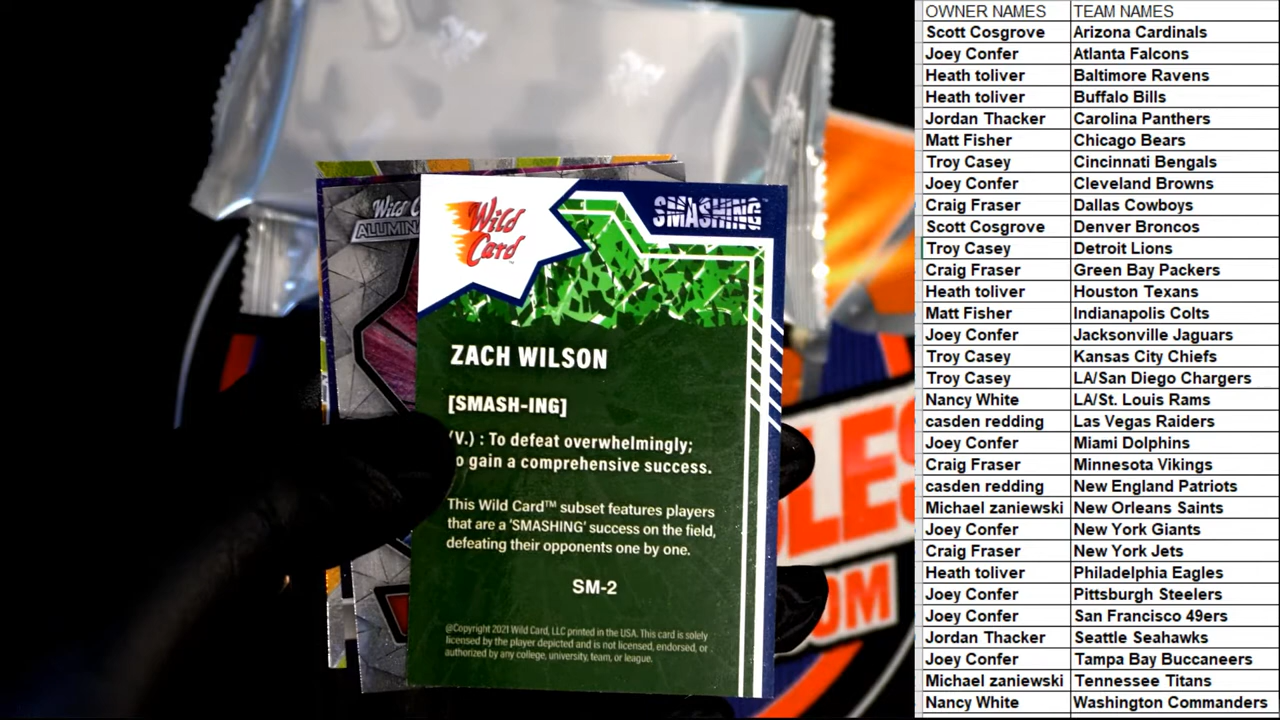 Wild C
ALUMIN
Wild
Card
SMASHING
ZACH WILSON
[SMASH-ING]
(V.) : To defeat overwhelmingly;
o gain a comprehensive success.
This Wild Card™ subset features players
that are a 'SMASHING' success on the field,
defeating their opponents one by one.
SM-2
@Copyright 2021 Wild Card, LLC printed in the USA. This card is solely
licensed by the player depicted and is not licensed, endorsed, or
authorized by any college, university, team, or league.
LES
OM
OWNER NAMES TEAM NAMES
Scott Cosgrove Arizona Cardinals
Joey Confer Atlanta Falcons
Heath toliver Baltimore Ravens
Heath toliver Buffalo Bills
Jordan Thacker Carolina Panthers
Matt Fisher Chicago Bears
Troy Casey Cincinnati Bengals
Joey Confer Cleveland Browns
Craig Fraser Dallas Cowboys
Scott Cosgrove Denver Broncos
Troy Casey Detroit Lions
Craig Fraser Green Bay Packers
Heath toliver Houston Texans
Matt Fisher Indianapolis Colts
Joey Confer Jacksonville Jaguars
Troy Casey Kansas City Chiefs
Troy Casey LA/San Diego Chargers
Nancy White LA/St. Louis Rams
casden redding Las Vegas Raiders
Joey Confer Miami Dolphins
Craig Fraser Minnesota Vikings
casden redding New England Patriots
Michael zaniewski New Orleans Saints
Joey Confer New York Giants
Craig Fraser New York Jets
Heath toliver Philadelphia Eagles
Joey Confer Pittsburgh Steelers
Joey Confer San Francisco 49ers
Jordan Thacker Seattle Seahawks
Joey Confer Tampa Bay Buccaneers
Michael zaniewski Tennessee Titans
Nancy White Washington Commanders